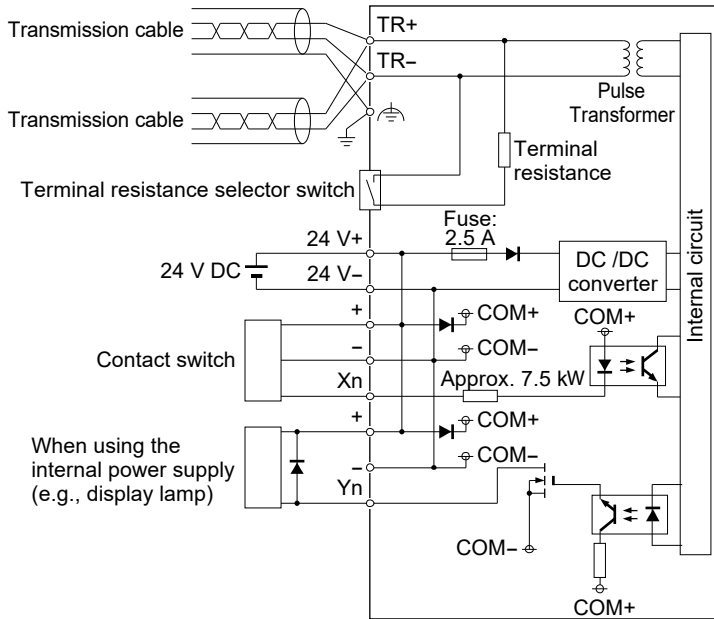 Transmission cable
TR+
TR−
Pulse
Transformer
Transmission cable
Terminal
resistance
Terminal resistance selector switch
Internal circuit
Fuse:
2.5 A
24 V+
24 V DC
24 V−
DC /DC
converter
+
COM+
COM+
−
COM−
Contact switch
Xn
Approx. 7.5 kW
+
COM+
When using the
internal power supply
(e.g., display lamp)
−
COM−
Yn
COM−
COM+